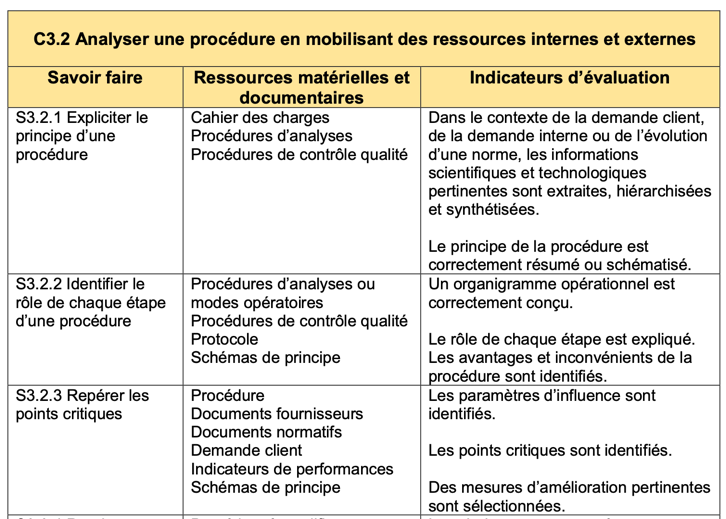 C3.2 Analyser une procédure en mobilisant des ressources internes et externes
Savoir faire
Ressources matérielles et
documentaires
Indicateurs d’évaluation
S3.2.1 Expliciter le
principe d’une
procédure
Cahier des charges
Procédures d’analyses
Procédures de contrôle qualité
Dans le contexte de la demande client,
de la demande interne ou de l’évolution
d’une norme, les informations
scientifiques et technologiques
pertinentes sont extraites, hiérarchisées
et synthétisées.
Le principe de la procédure est
correctement résumé ou schématisé.
S3.2.2 Identifier le
rôle de chaque étape
d’une procédure
Procédures d’analyses ou
modes opératoires
Procédures de contrôle qualité
Protocole
Schémas de principe
Un organigramme opérationnel est
correctement conçu.
Le rôle de chaque étape est expliqué.
Les avantages et inconvénients de la
procédure sont identifiés.
S3.2.3 Repérer les
points critiques
Procédure
Documents fournisseurs
Documents normatifs
Demande client
Indicateurs de performances
Schémas de principe
Les paramètres d’influence sont
identifiés.
Les points critiques sont identifiés.
Des mesures d’amélioration pertinentes
sont sélectionnées.